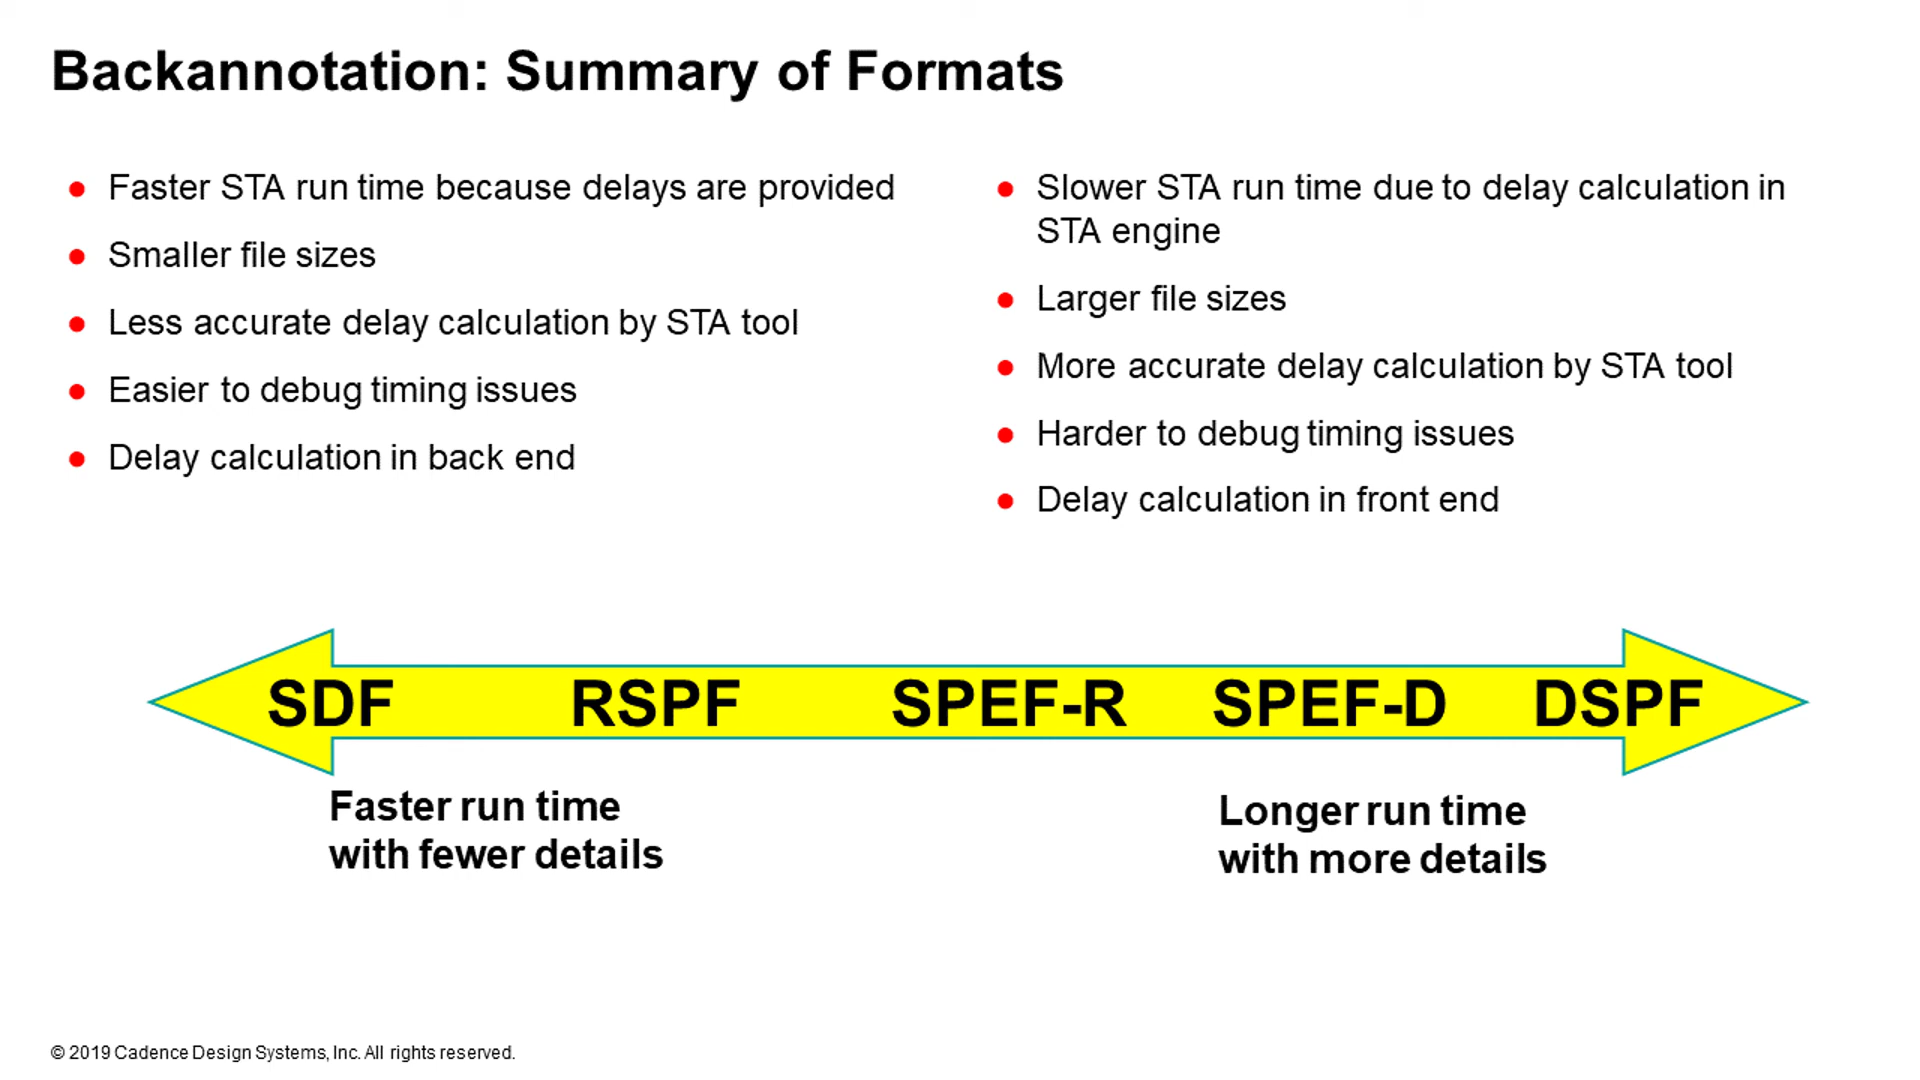 Backannotation: Summary of Formats
Faster STA run time because delays are provided
Smaller file sizes
Less accurate delay calculation by STA tool
Easier to debug timing issues
Delay calculation in back end
Slower STA run time due to delay calculation in
STA engine
Larger file sizes
More accurate delay calculation by STA tool
Harder to debug timing issues
Delay calculation in front end
SDF RSPF SPEF-R SPEF-D DSPF
Faster run time
with fewer details
Longer run time
with more details
© 2019 Cadence Design Systems, Inc. All rights reserved.